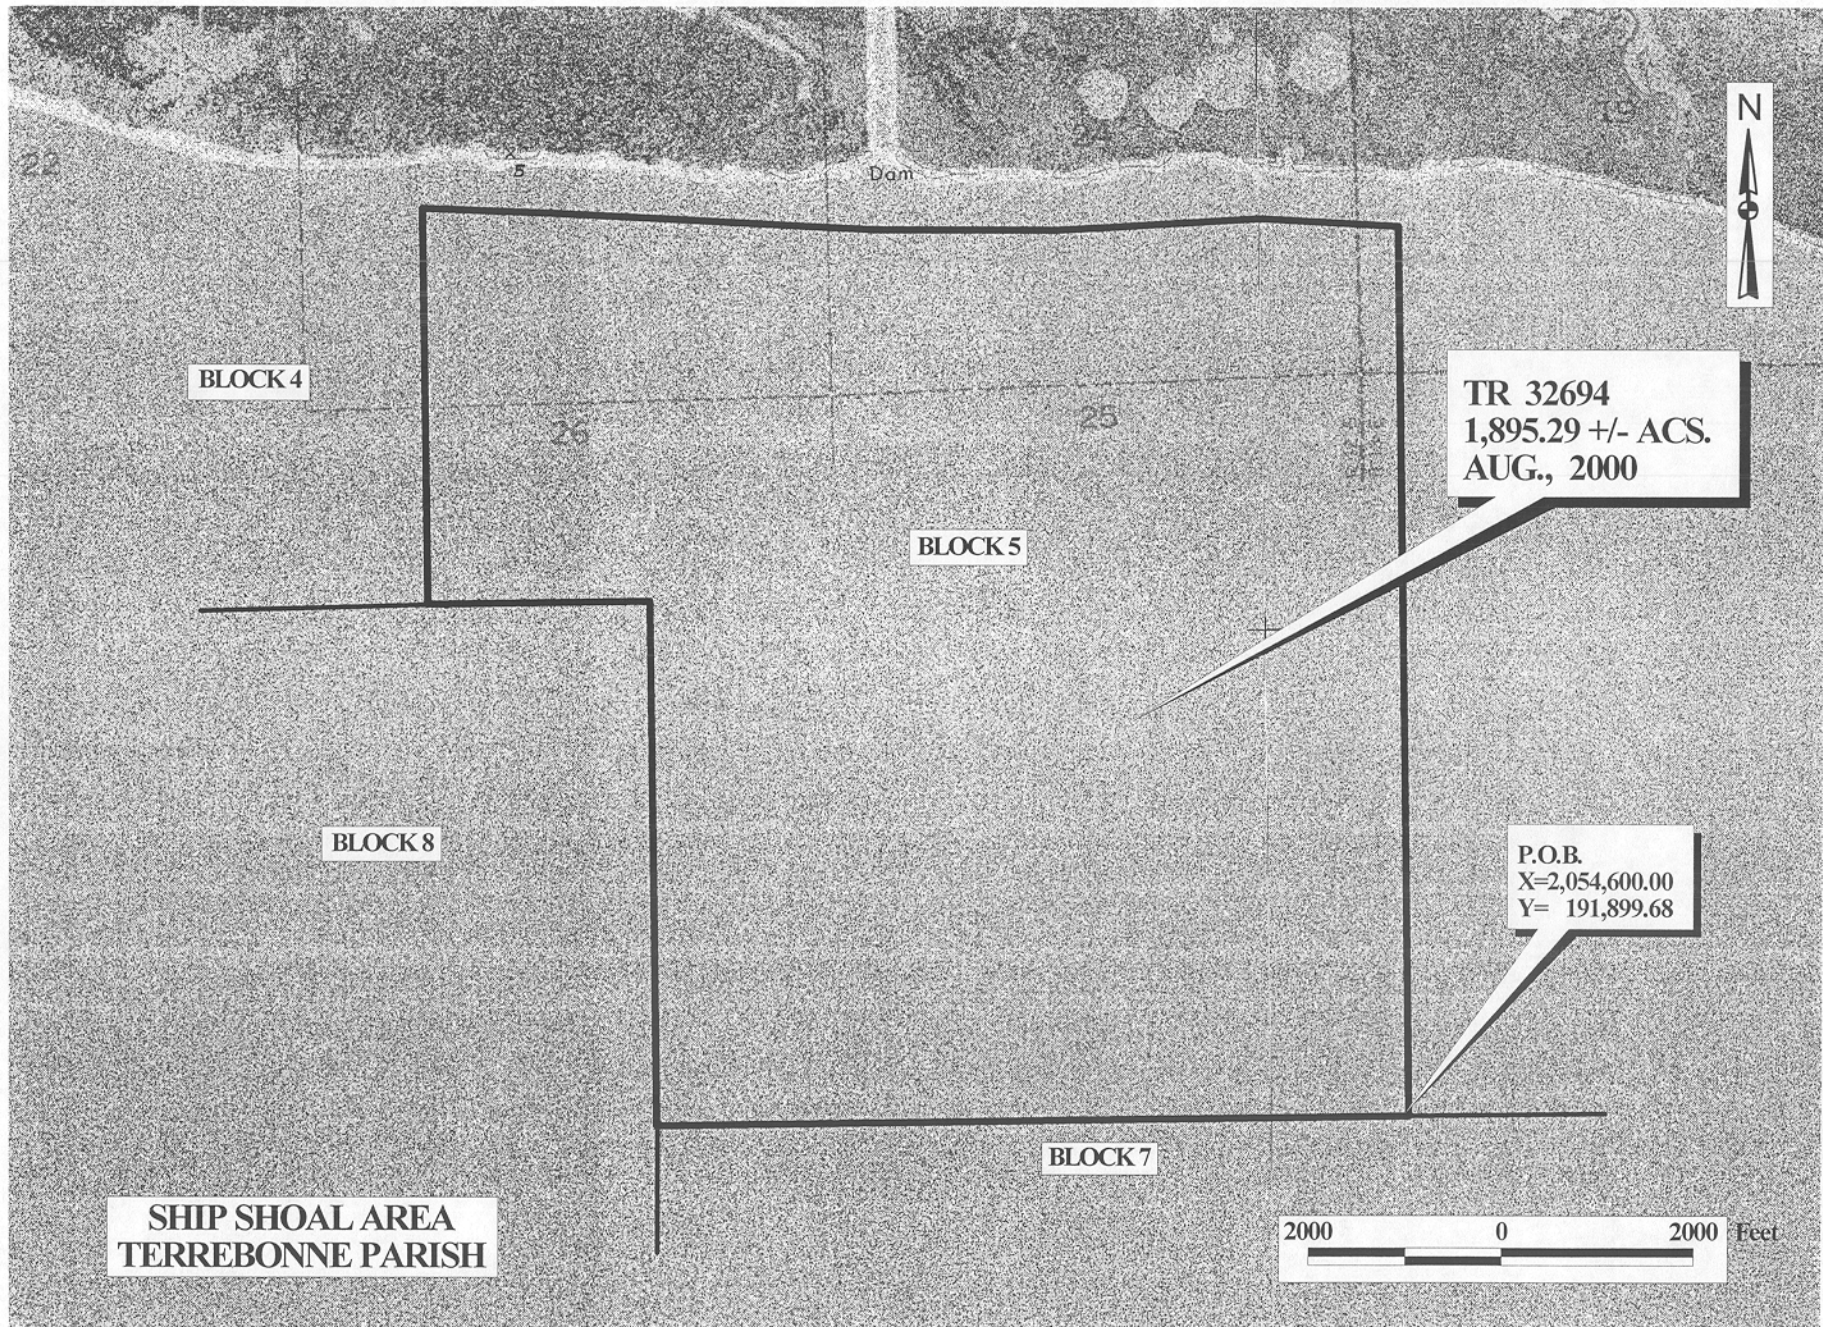 N
22
24
19
5
Dam
BLOCK 4
26
25
TR 32694
1,895.29 +/- ACS.
AUG., 2000
BLOCK 5
BLOCK 8
P.O.B.
X=2,054,600.00
Y= 191,899.68
BLOCK 7
SHIP SHOAL AREA
TERREBONNE PARISH
2000 0 2000 Feet